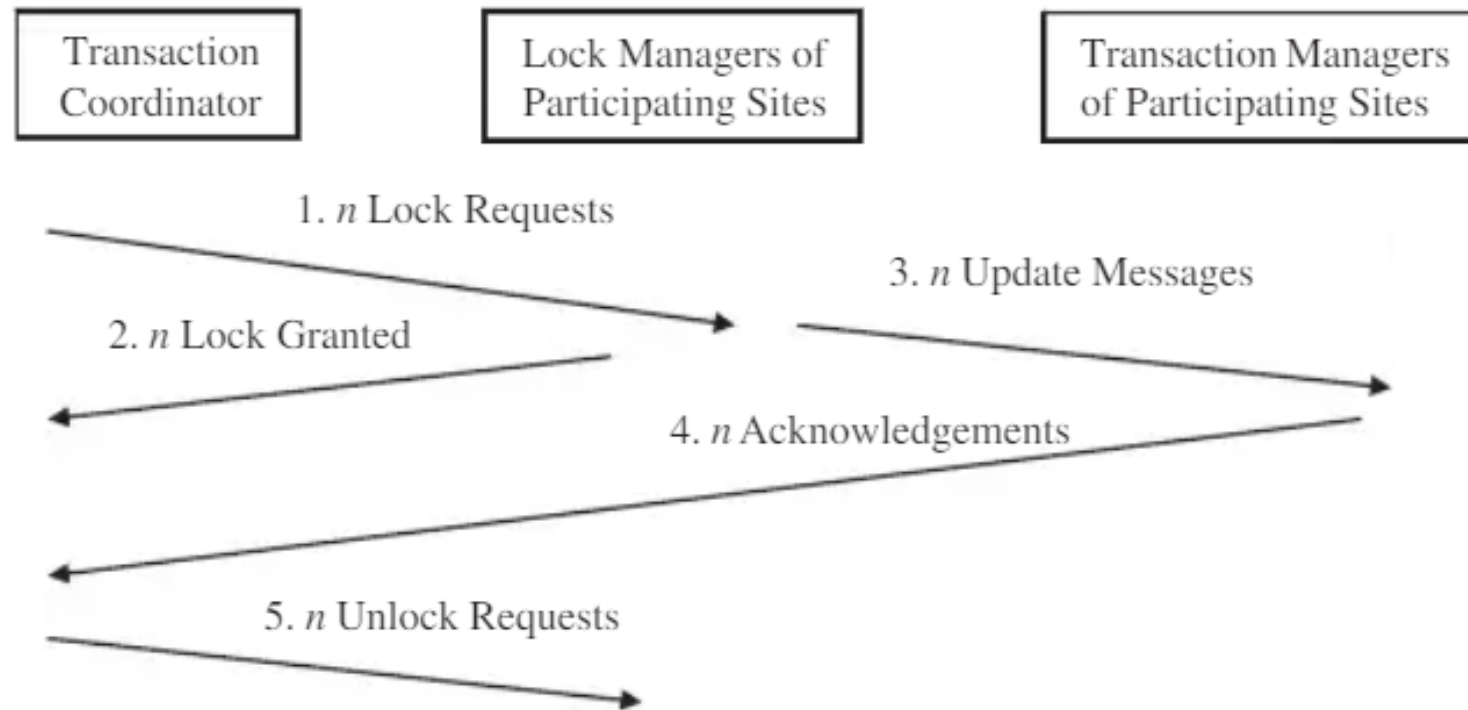 Transaction
Coordinator
Lock Managers of
Participating Sites
Transaction Managers
of Participating Sites
1. n Lock Requests
3. n Update Messages
2. n Lock Granted
4. n Acknowledgements
5. n Unlock Requests